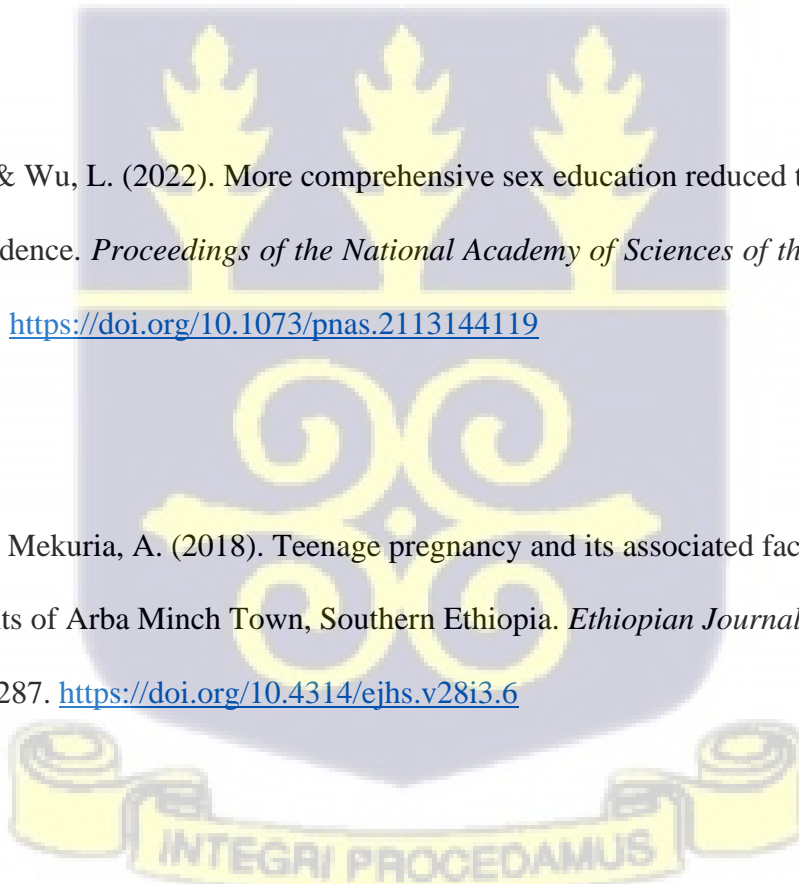 & Wu, L. (2022). More comprehensive sex education reduced t
dence. Proceedings of the National Academy of Sciences of th
https://doi.org/10.1073/pnas.2113144119
Mekuria, A. (2018). Teenage pregnancy and its associated fac
ts of Arba Minch Town, Southern Ethiopia. Ethiopian Journal
287. https://doi.org/10.4314/ejhs.v28i3.6
INTEGRI PROCEDAMUS